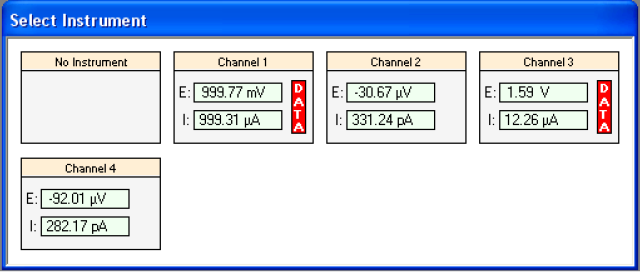 Select Instrument
No Instrument
Channel 1
E: 999.77 mV
I: 999.31 µA
DATA
Channel 2
E: -30.67 µV
I: 331.24 pA
Channel 3
E: 1.59 V
I: 12.26 µA
DATA
Channel 4
E: -92.01 µV
I: 282.17 pA